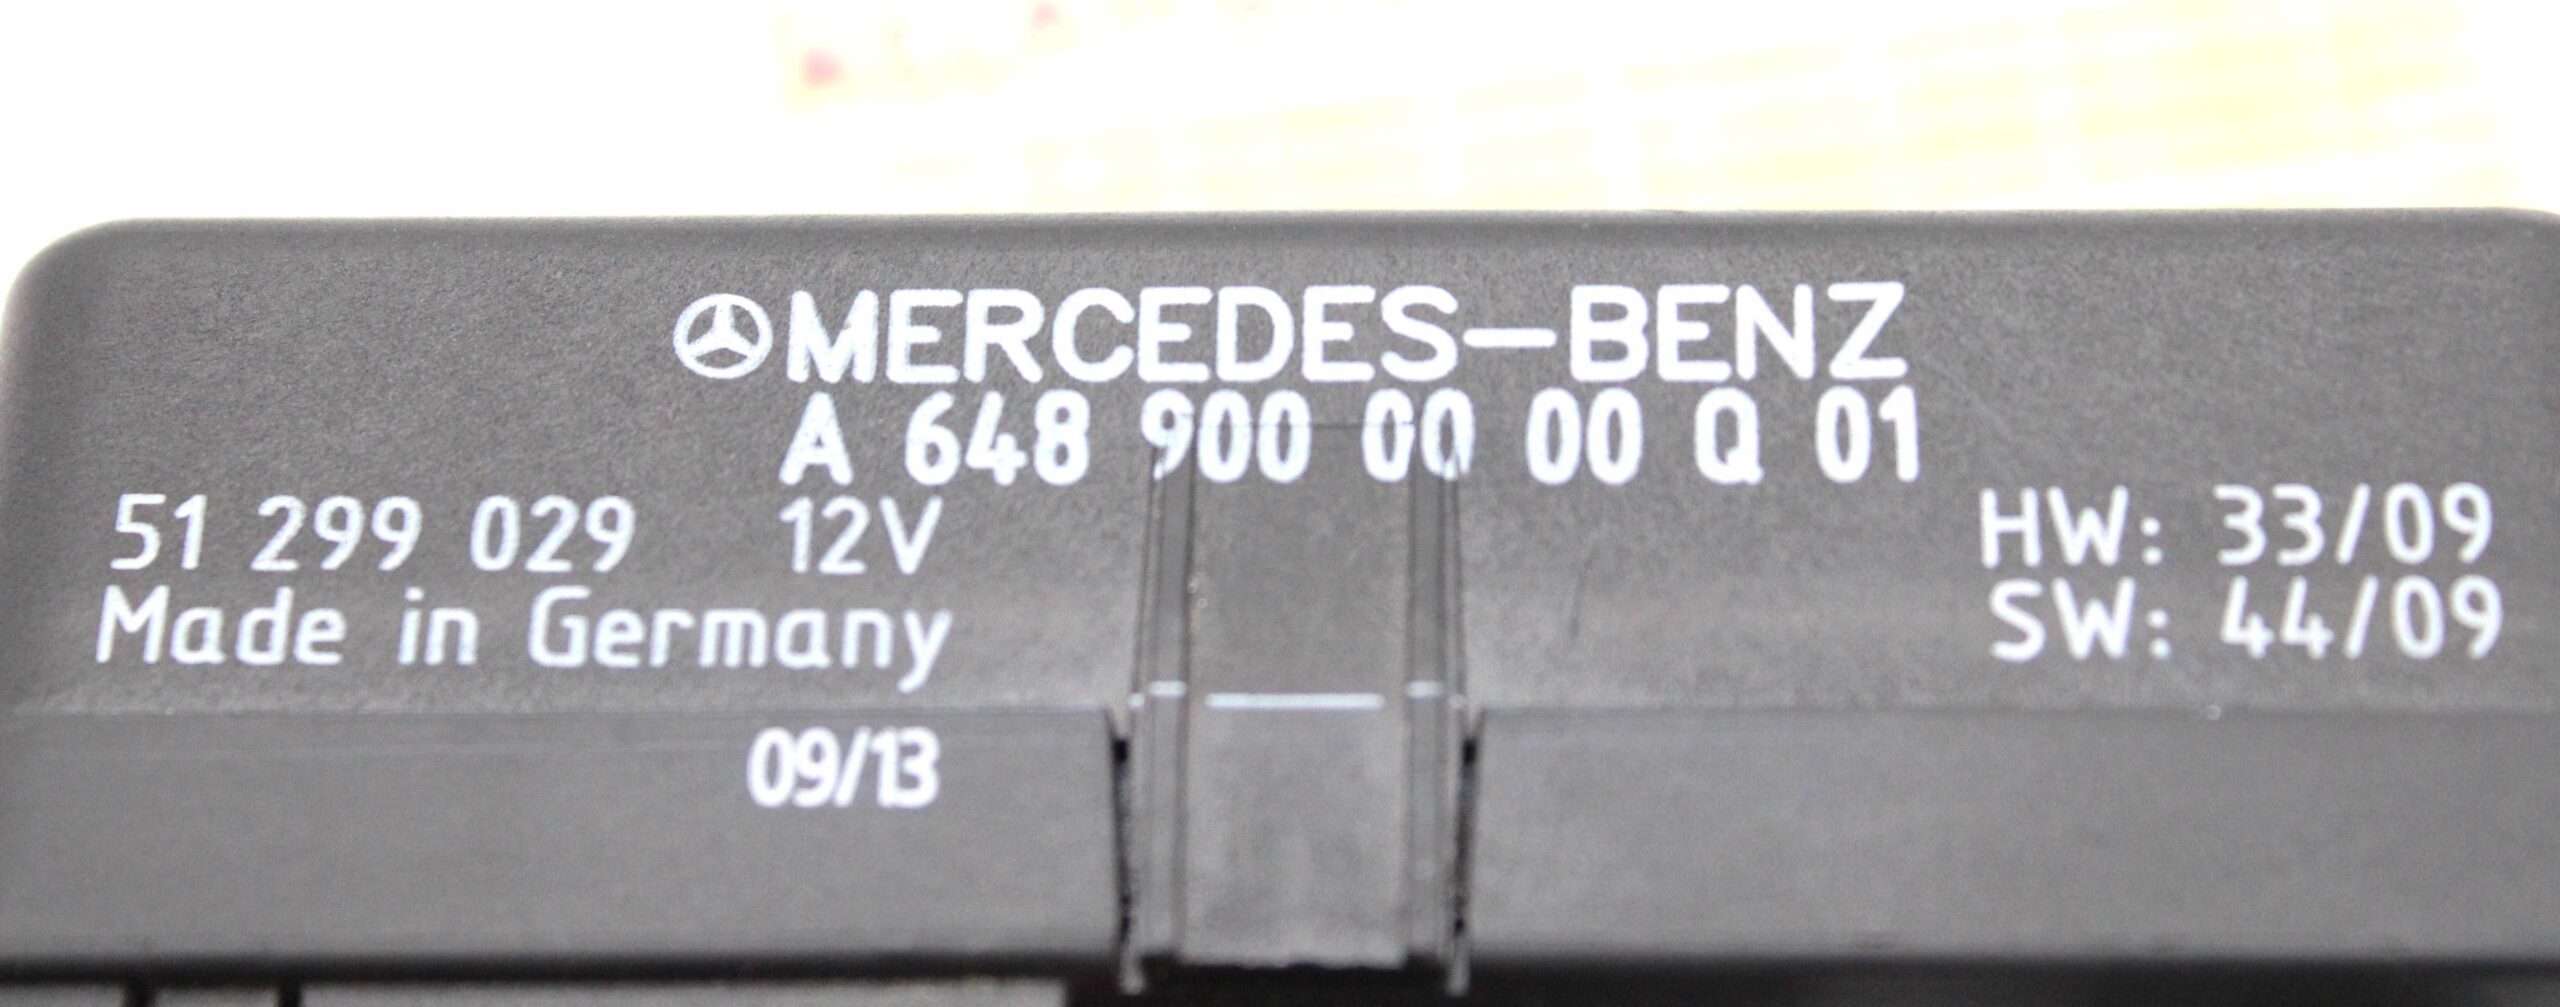 MERCEDES-BENZ
A 648 900 00 00 Q 01
51 299 029 12V
HW: 33/09
Made in Germany
SW: 44/09
09/13